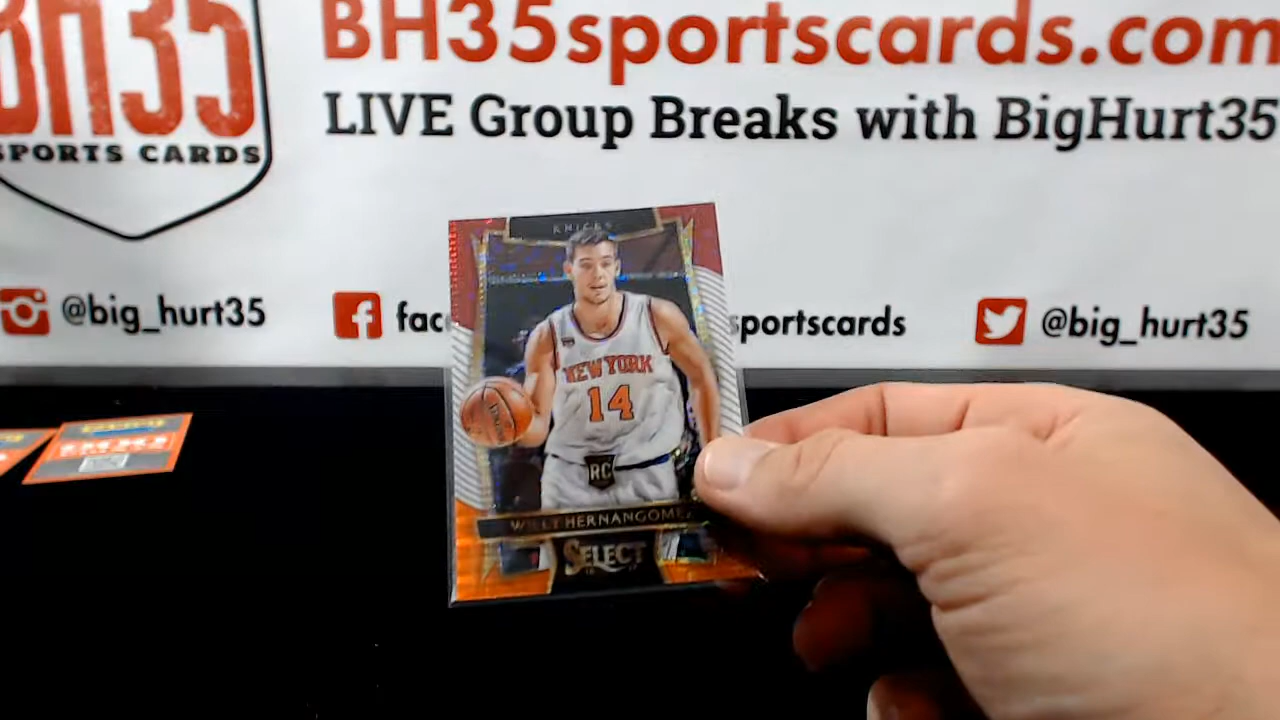 BH35
SPORTS CARDS
BH35sportscards.com
LIVE Group Breaks with BigHurt35
@big_hurt35
fac
sportscards
@big_hurt35
KNICKS
NEW YORK
14
RC
WILLY HERNANGOMEZ
SELECT